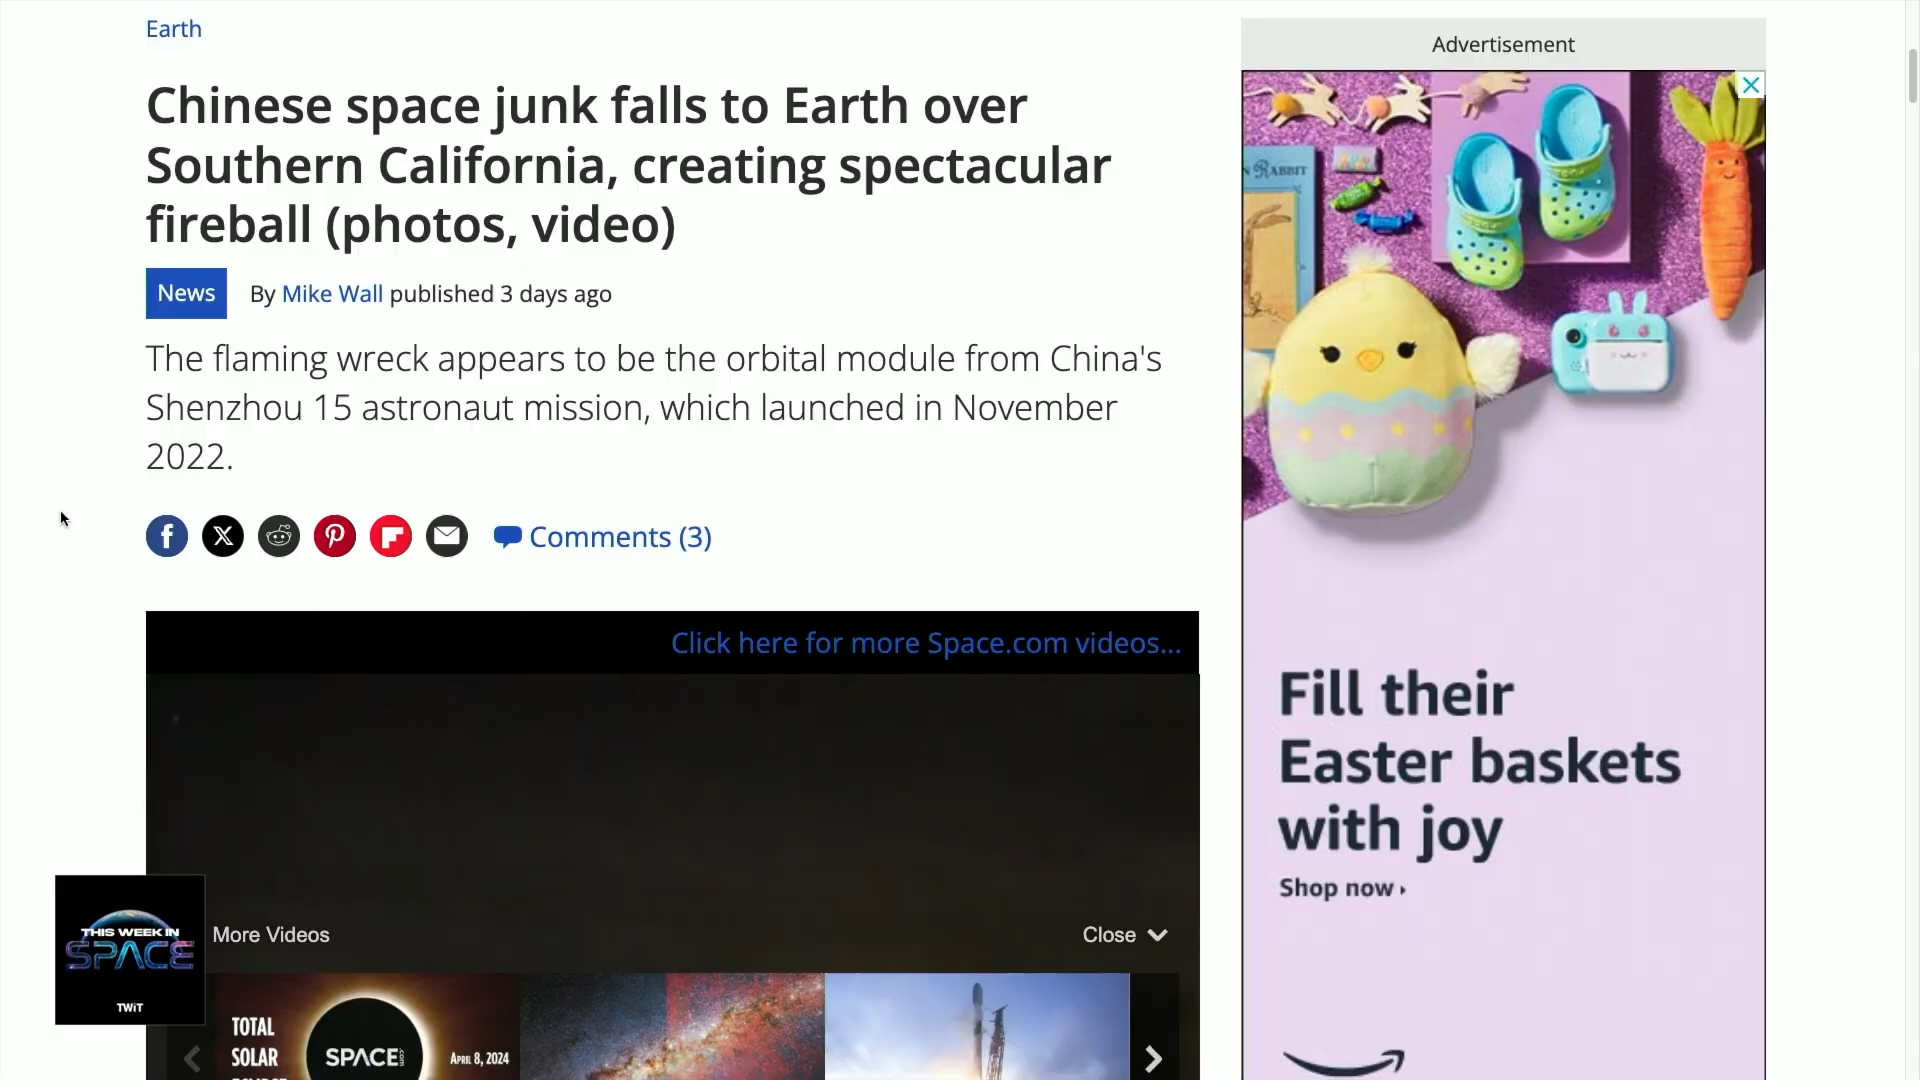 Earth
Chinese space junk falls to Earth over
Southern California, creating spectacular
fireball (photos, video)
News
By Mike Wall published 3 days ago
The flaming wreck appears to be the orbital module from China's
Shenzhou 15 astronaut mission, which launched in November
2022.
Comments (3)
Click here for more Space.com videos...
More Videos
Close
THIS WEEK IN
SPACE
TWiT
TOTAL
SOLAR
SPACE.com
APRIL 8, 2024
Advertisement
RABBIT
Fill their
Easter baskets
with joy
Shop now